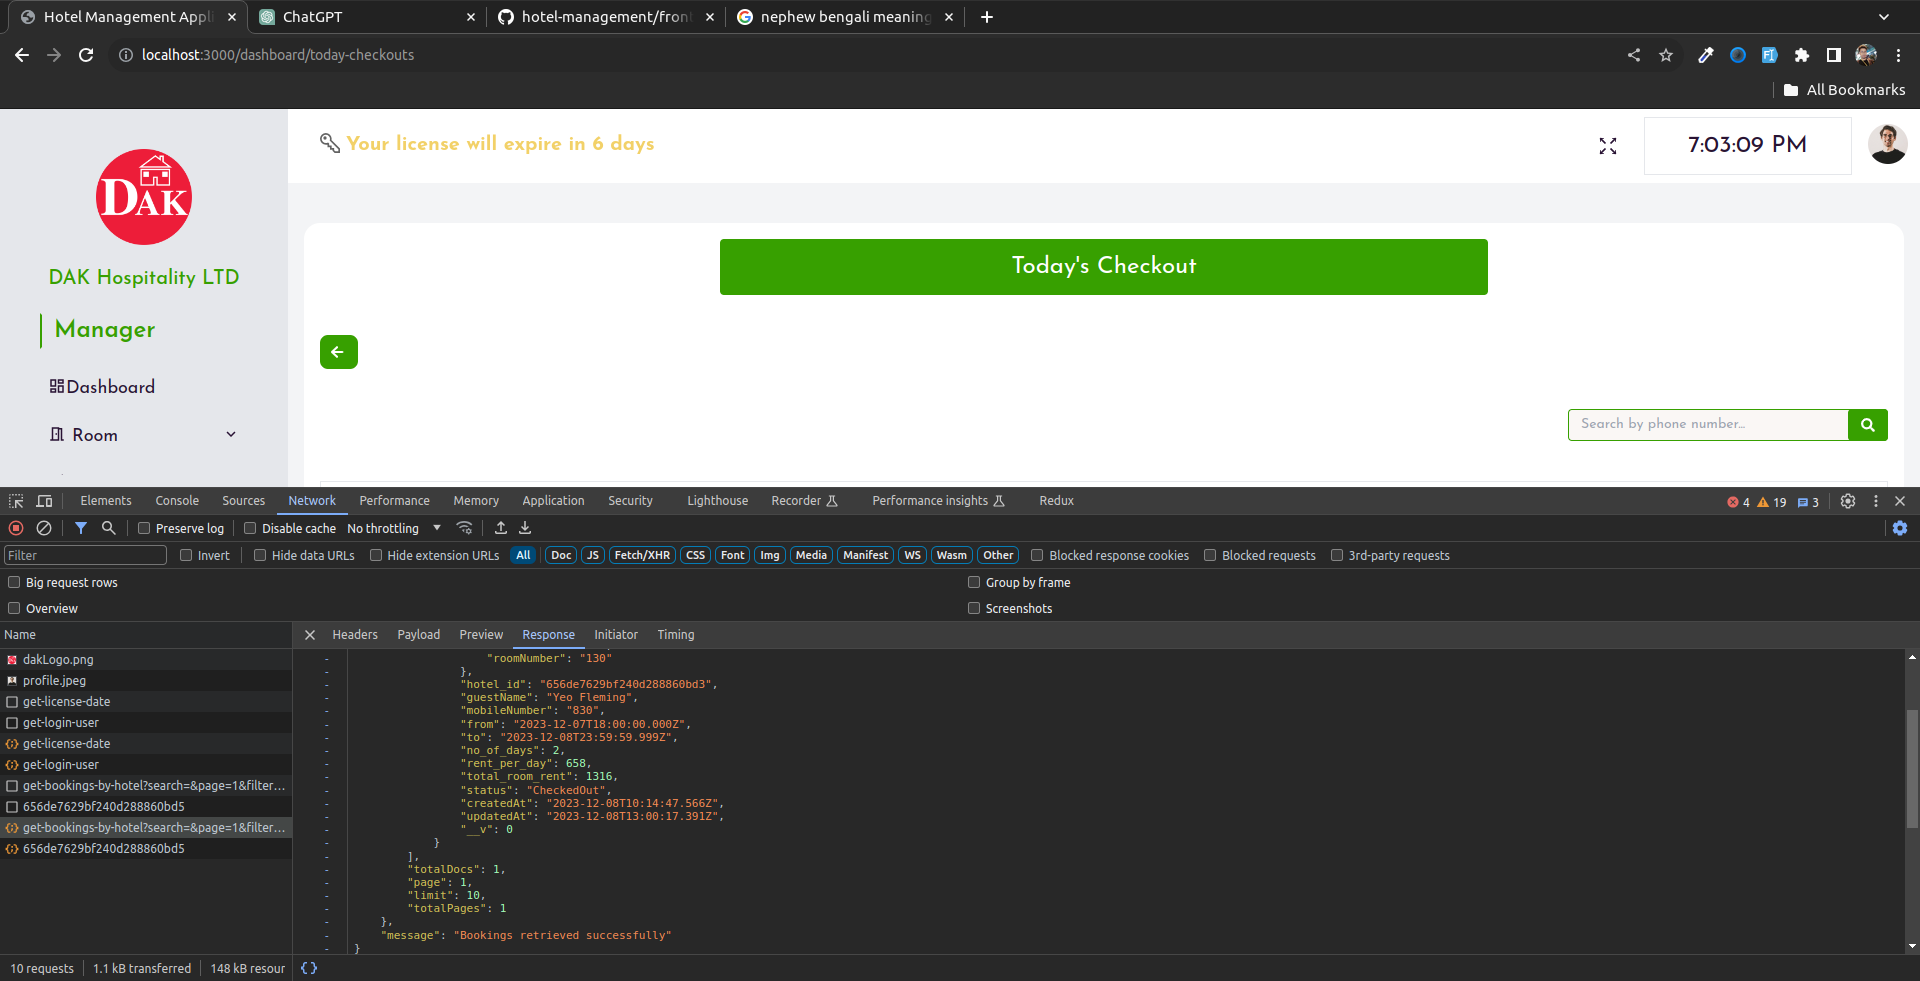 Hotel Management Appl
ChatGPT
hotel-management/front
nephew bengali meaning
localhost:3000/dashboard/today-checkouts
All Bookmarks
DAK
DAK Hospitality LTD
Manager
Dashboard
Room
Your license will expire in 6 days
7:03:09 PM
Today's Checkout
Search by phone number...
Elements Console Sources Network Performance Memory Application Security Lighthouse Recorder Performance insights Redux
4 19 3
Preserve log Disable cache No throttling
Filter Invert Hide data URLs Hide extension URLs All Doc JS Fetch/XHR CSS Font Img Media Manifest WS Wasm Other Blocked response cookies Blocked requests 3rd-party requests
Big request rows Group by frame
Overview Screenshots
Name
dakLogo.png
profile.jpeg
get-license-date
get-login-user
get-license-date
get-login-user
get-bookings-by-hotel?search=&page=1&filter...
656de7629bf240d288860bd5
get-bookings-by-hotel?search=&page=1&filter...
656de7629bf240d288860bd5
Headers Payload Preview Response Initiator Timing
"roomNumber": "130"
},
"hotel_id": "656de7629bf240d288860bd3",
"guestName": "Yeo Fleming",
"mobileNumber": "830",
"from": "2023-12-07T18:00:00.000Z",
"to": "2023-12-08T23:59:59.999Z",
"no_of_days": 2,
"rent_per_day": 658,
"total_room_rent": 1316,
"status": "CheckedOut",
"createdAt": "2023-12-08T10:14:47.566Z",
"updatedAt": "2023-12-08T13:00:17.391Z",
"__v": 0
}
],
"totalDocs": 1,
"page": 1,
"limit": 10,
"totalPages": 1
},
"message": "Bookings retrieved successfully"
}
10 requests 1.1 kB transferred 148 kB resour {}